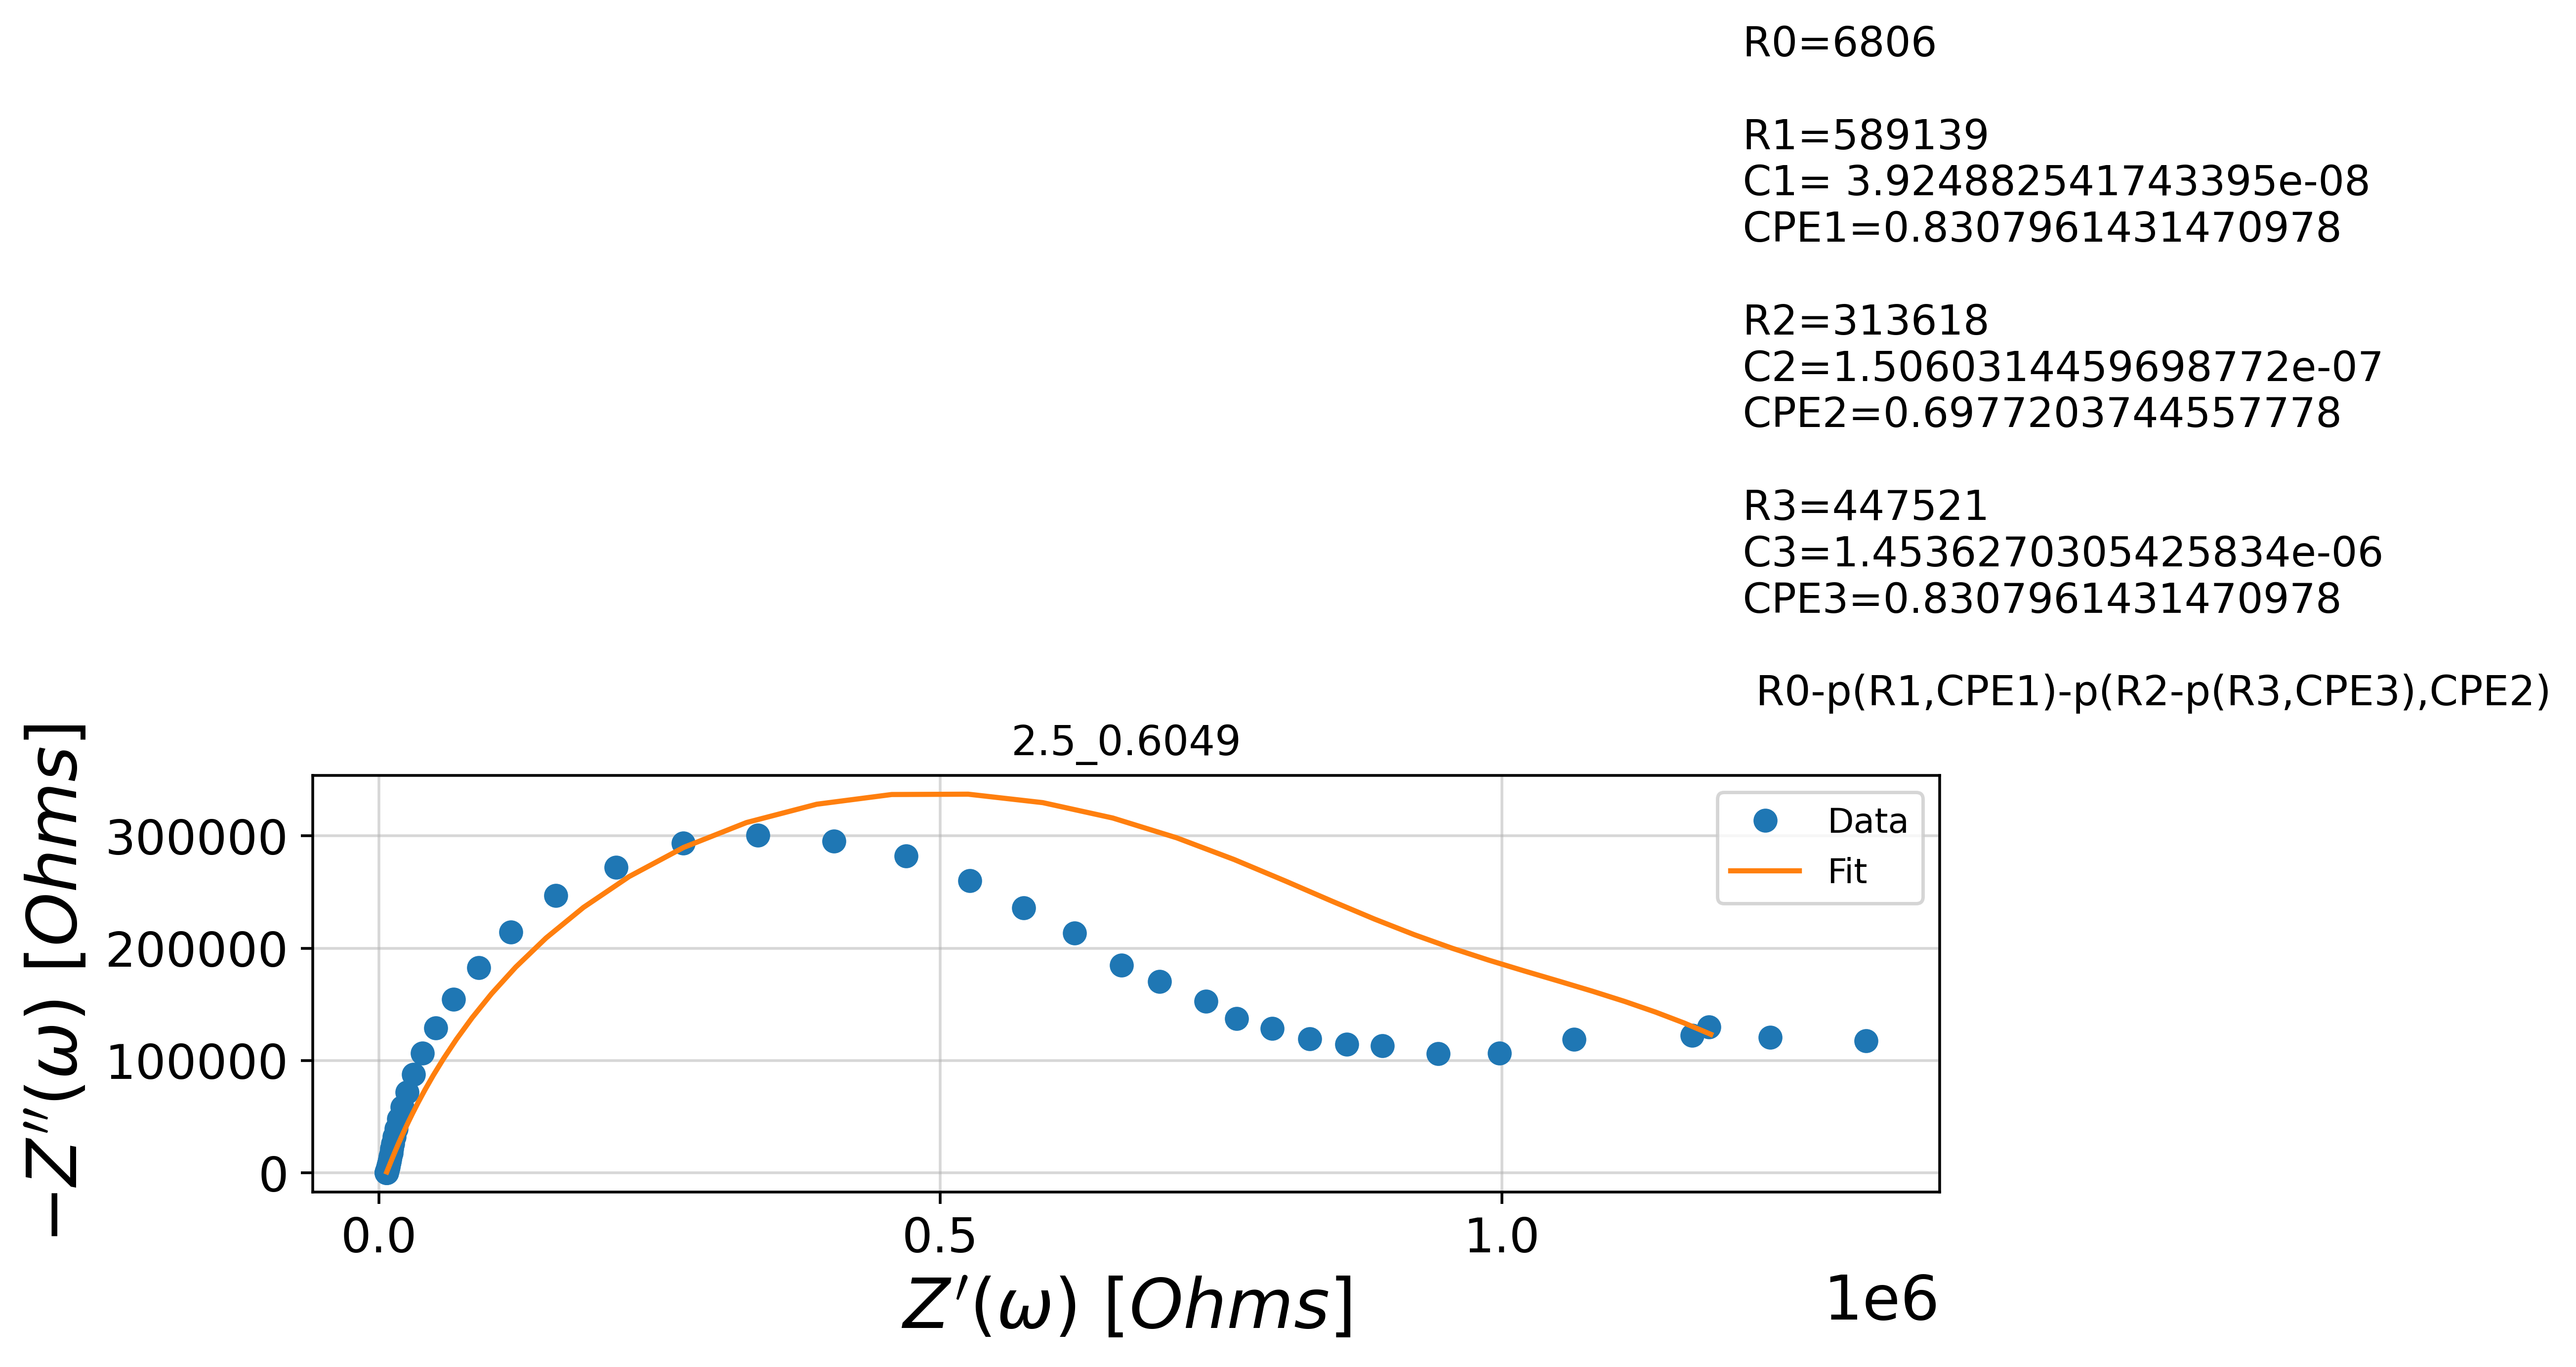 R0=6806
R1=589139
C1= 3.924882541743395e-08
CPE1=0.8307961431470978
R2=313618
C2=1.5060314459698772e-07
CPE2=0.6977203744557778
R3=447521
C3=1.4536270305425834e-06
CPE3=0.8307961431470978
R0-p(R1,CPE1)-p(R2-p(R3,CPE3),CPE2)
2.5_0.6049
−Z′′(ω) [Ohms]
300000
200000
100000
0
Data
Fit
0.0
0.5
1.0
Z′(ω) [Ohms]
1e6